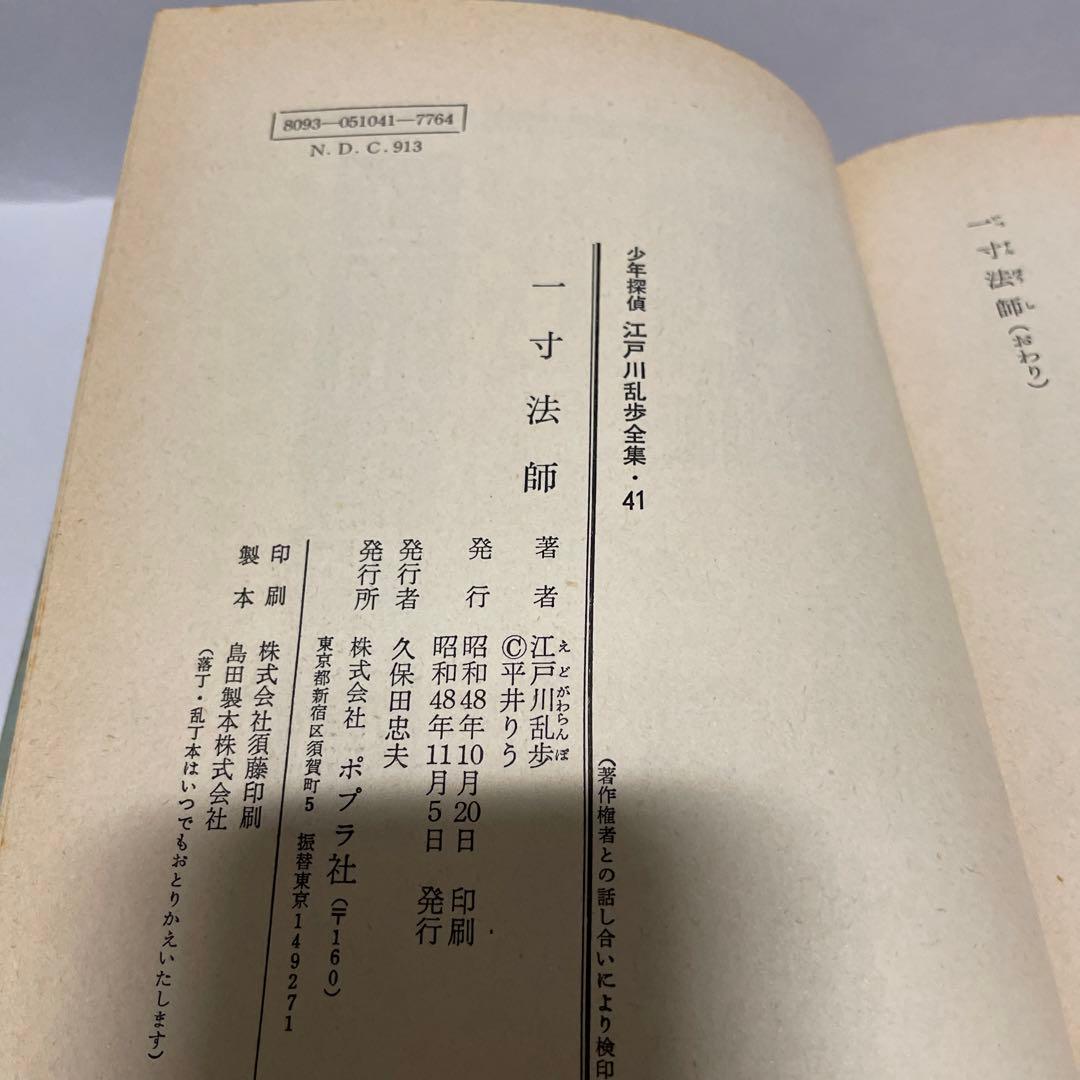 一寸法師(おわり)
8093—051041—7764
N. D. C. 913
少年探偵 江戸川乱歩全集・41
(著作権者との話し合いにより検印
一寸法師
著者 江戸川乱歩
えどがわらんぽ
©平井りう
発行 昭和48年10月20日 印刷
昭和48年11月5日 発行
発行者 久保田忠夫
発行所 株式会社 ポプラ社(〒160)
東京都新宿区須賀町5 振替東京149271
印刷 株式会社須藤印刷
製本 島田製本株式会社
(落丁・乱丁本はいつでもおとりかえいたします)